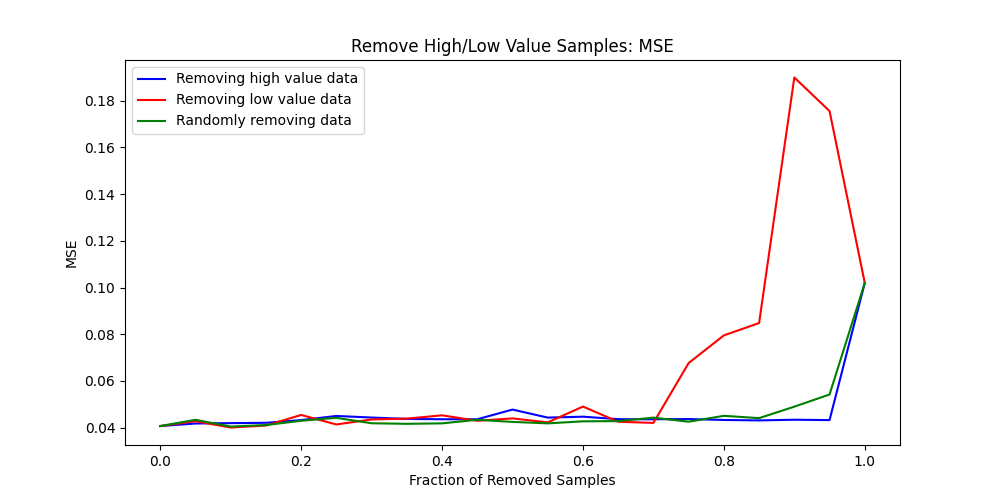 Remove High/Low Value Samples: MSE
Removing high value data
Removing low value data
Randomly removing data
MSE
0.18
0.16
0.14
0.12
0.10
0.08
0.06
0.04
0.0 0.2 0.4 0.6 0.8 1.0
Fraction of Removed Samples